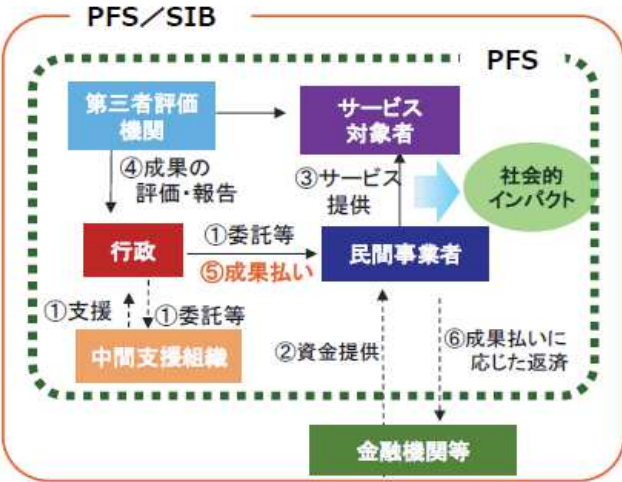 PFS/SIB
PFS
第三者評価
機関
サービス
対象者
④成果の
評価・報告
③サービス
提供
社会的
インパクト
行政
①委託等
⑤成果払い
民間事業者
①支援
①委託等
中間支援組織
②資金提供
⑥成果払いに
応じた返済
金融機関等